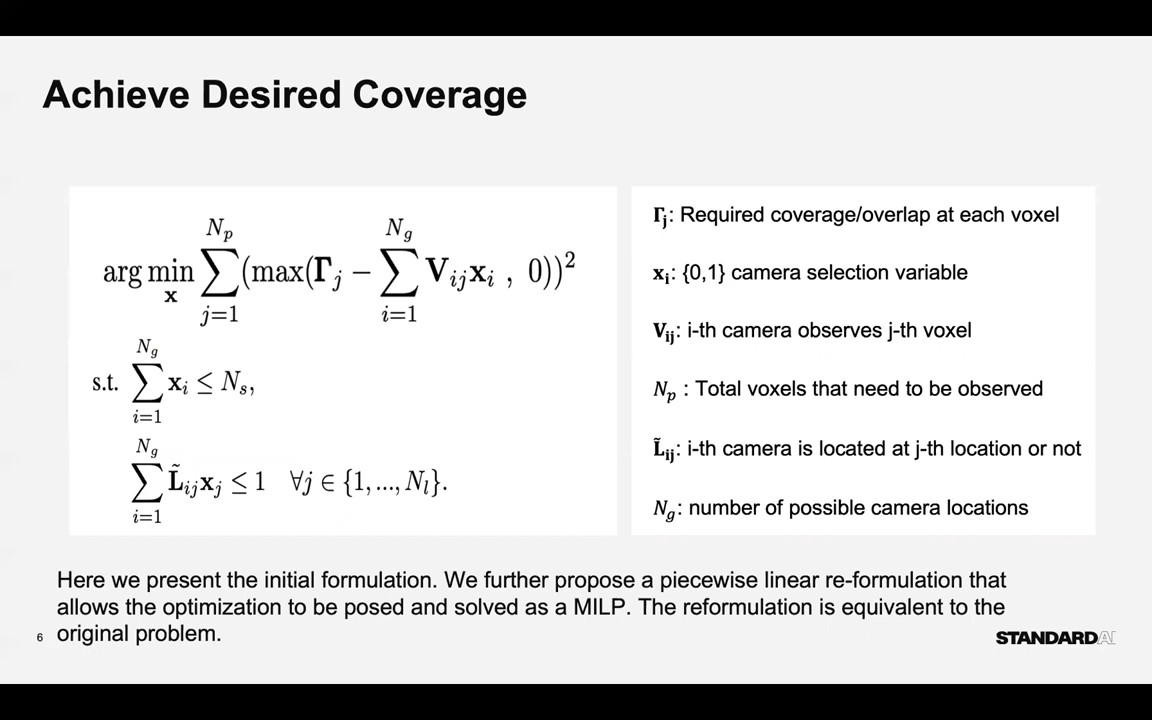 Achieve Desired Coverage
arg min_x ∑_{j=1}^{N_p} (max(Γ_j − ∑_{i=1}^{N_g} V_{ij}x_i , 0))²
s.t. ∑_{i=1}^{N_g} x_i ≤ N_s,
∑_{i=1}^{N_g} L̃_{ij}x_j ≤ 1 ∀j ∈ {1, ..., N_l}.
Γ_j: Required coverage/overlap at each voxel
x_i: {0,1} camera selection variable
V_{ij}: i-th camera observes j-th voxel
N_p : Total voxels that need to be observed
L̃_{ij}: i-th camera is located at j-th location or not
N_g: number of possible camera locations
Here we present the initial formulation. We further propose a piecewise linear re-formulation that
allows the optimization to be posed and solved as a MILP. The reformulation is equivalent to the
original problem.
6
STANDARD AI